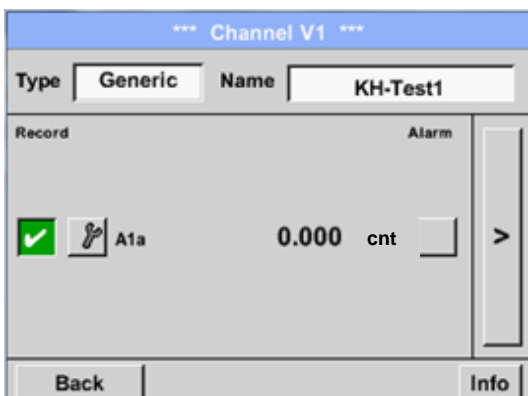 *** Channel V1 ***
Type Generic Name KH-Test1
Record Alarm
A1a 0.000 cnt >
Back Info